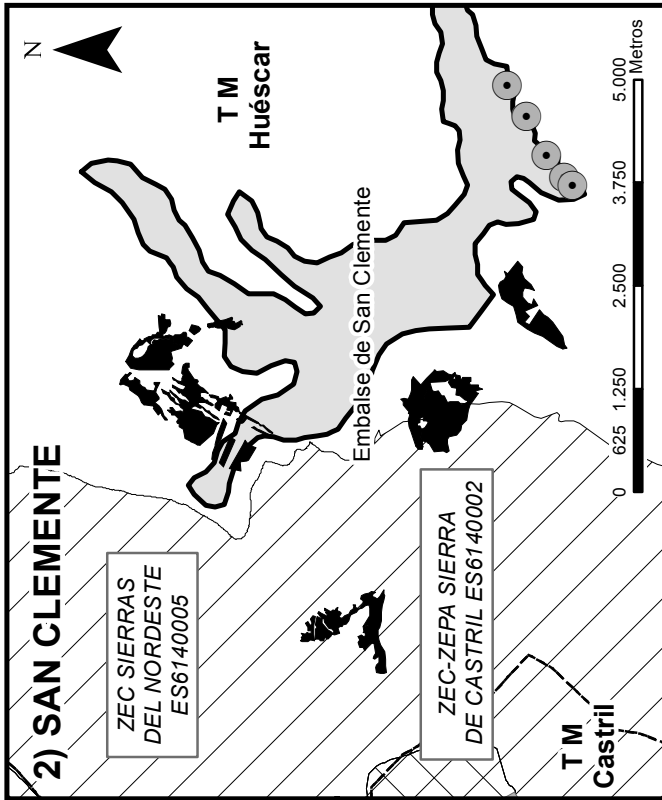 2) SAN CLEMENTE
ZEC SIERRAS
DEL NORDESTE
ES6140005
ZEC-ZEPA SIERRA
DE CASTRIL ES6140002
T M
Castril
Embalse de San Clemente
T M
Huéscar
N
0 625 1.250 2.500 3.750 5.000
Metros